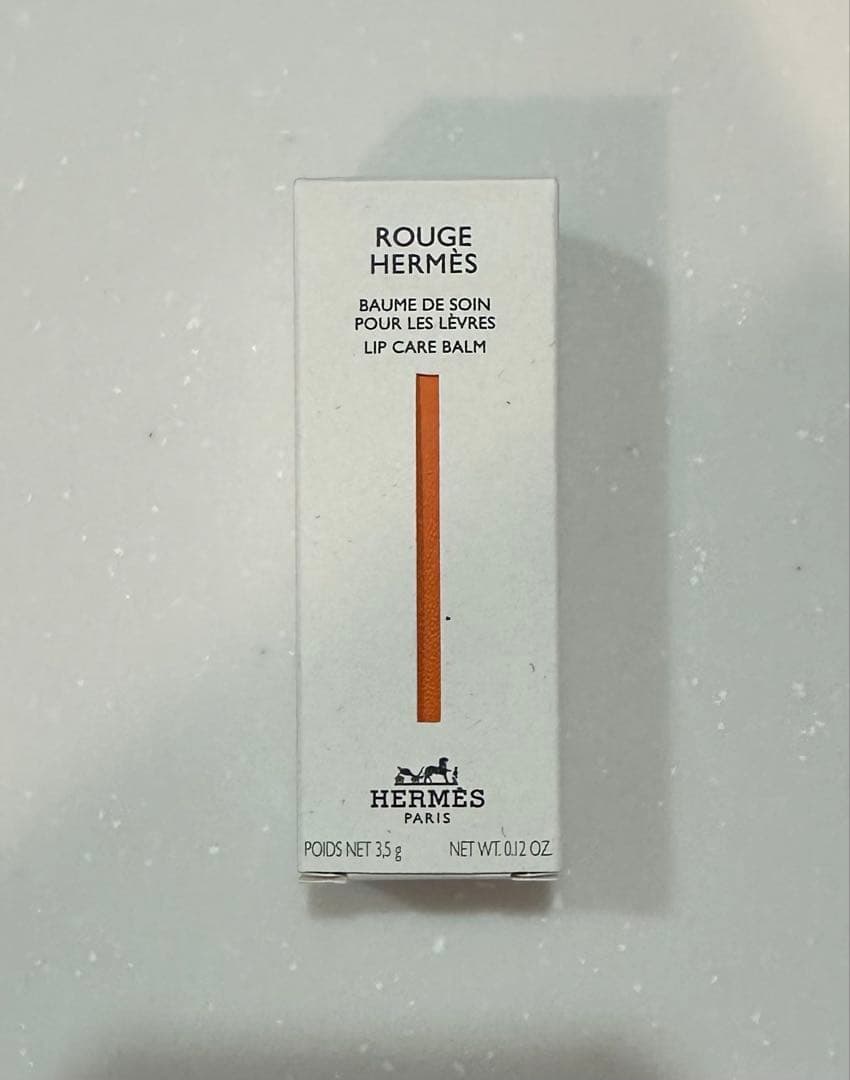 ROUGE
HERMÈS
BAUME DE SOIN
POUR LES LÈVRES
LIP CARE BALM
HERMÈS
PARIS
POIDS NET 3,5 g NET WT. 0.12 OZ